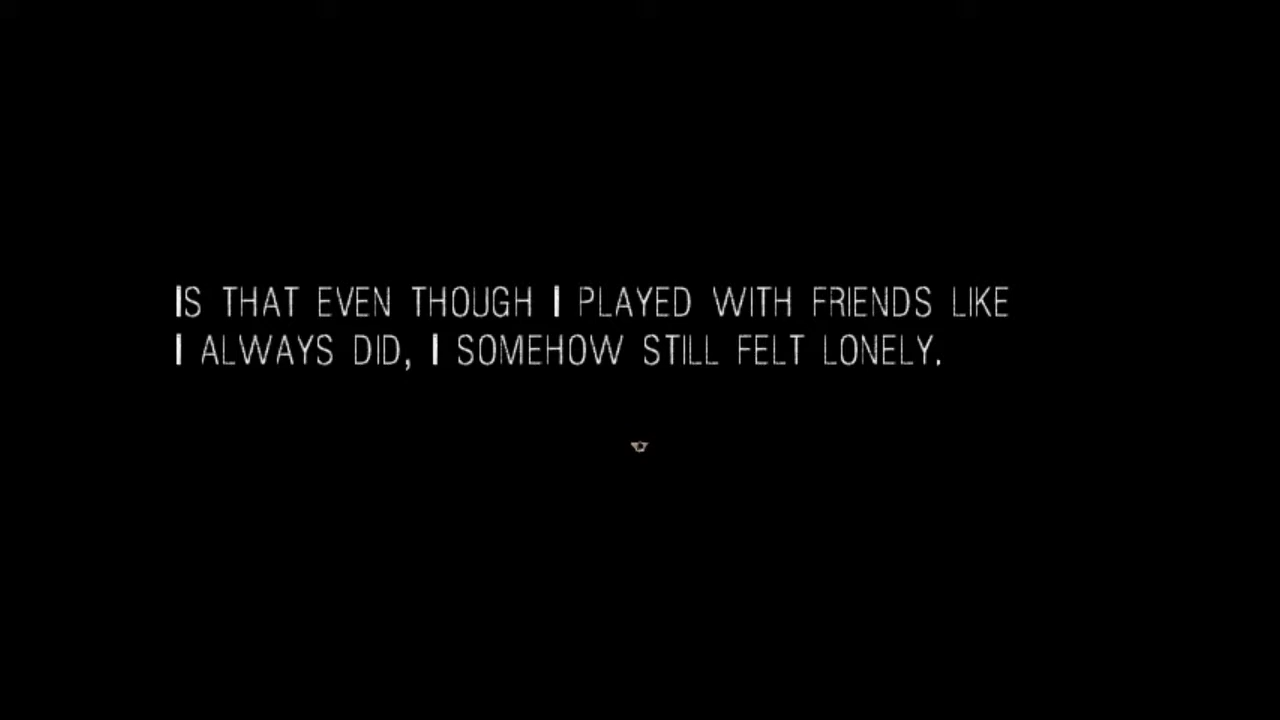 IS THAT EVEN THOUGH I PLAYED WITH FRIENDS LIKE
I ALWAYS DID, I SOMEHOW STILL FELT LONELY.